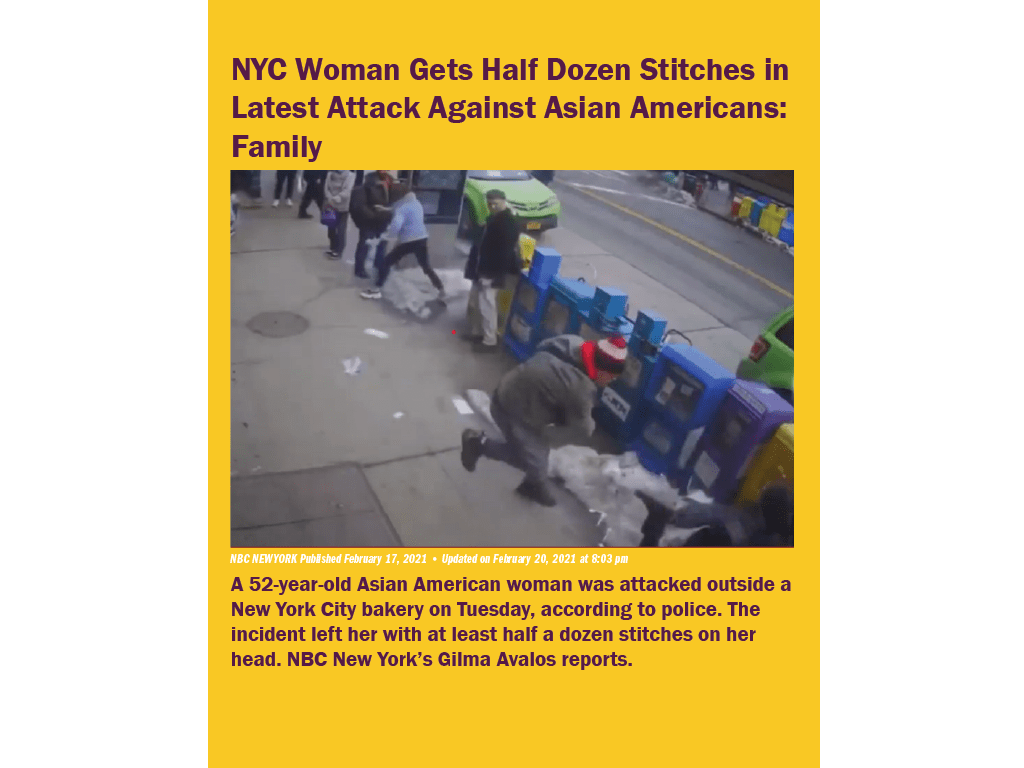 NYC Woman Gets Half Dozen Stitches in
Latest Attack Against Asian Americans:
Family
NBC NEWYORK Published February 17, 2021 • Updated on February 20, 2021 at 8:03 pm
A 52-year-old Asian American woman was attacked outside a
New York City bakery on Tuesday, according to police. The
incident left her with at least half a dozen stitches on her
head. NBC New York’s Gilma Avalos reports.